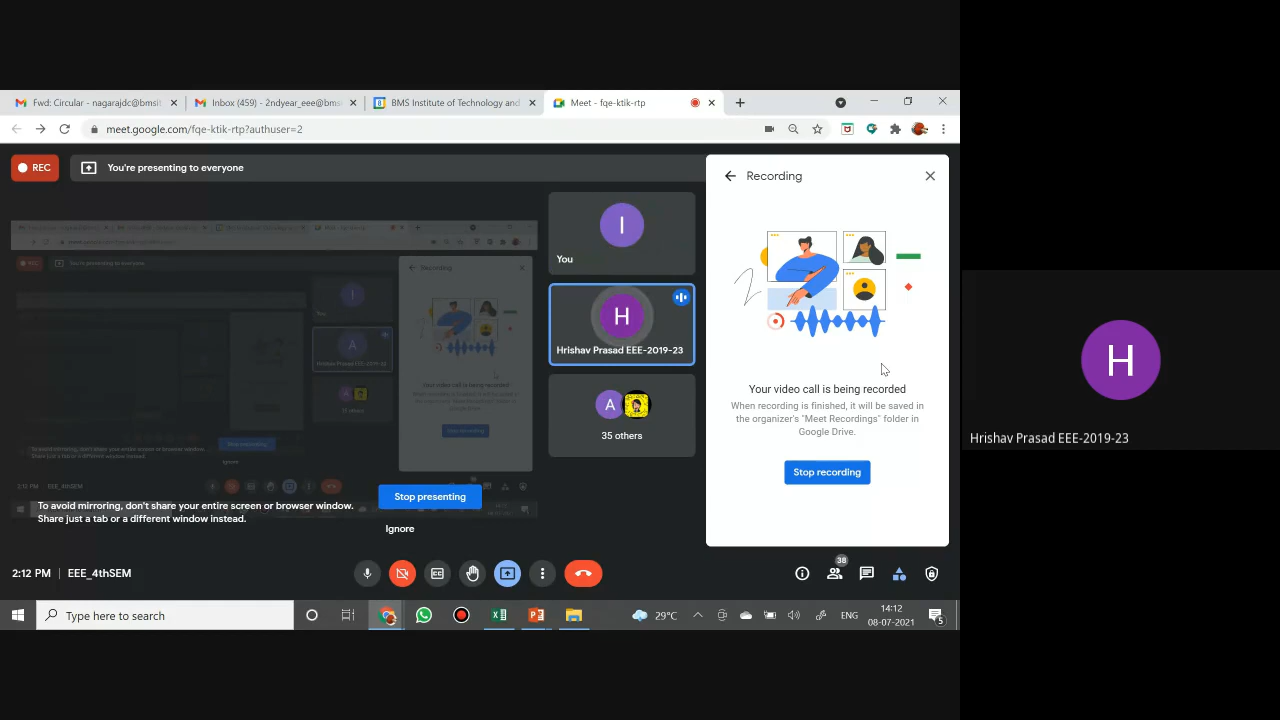 Fwd: Circular - nagarajdc@bmsit
Inbox (459) - 2ndyear_eee@bms
BMS Institute of Technology and
Meet - fqe-ktik-rtp
meet.google.com/fqe-ktik-rtp?authuser=2
REC
You're presenting to everyone
Recording
I
You
H
Hrishav Prasad EEE-2019-23
A
35 others
Your video call is being recorded
When recording is finished, it will be saved in
the organizer's "Meet Recordings" folder in
Google Drive.
Stop recording
To avoid mirroring, don't share your entire screen or browser window.
Share just a tab or a different window instead.
Stop presenting
Ignore
2:12 PM | EEE_4thSEM
38
Type here to search
29°C
ENG
14:12
08-07-2021
5
H
Hrishav Prasad EEE-2019-23